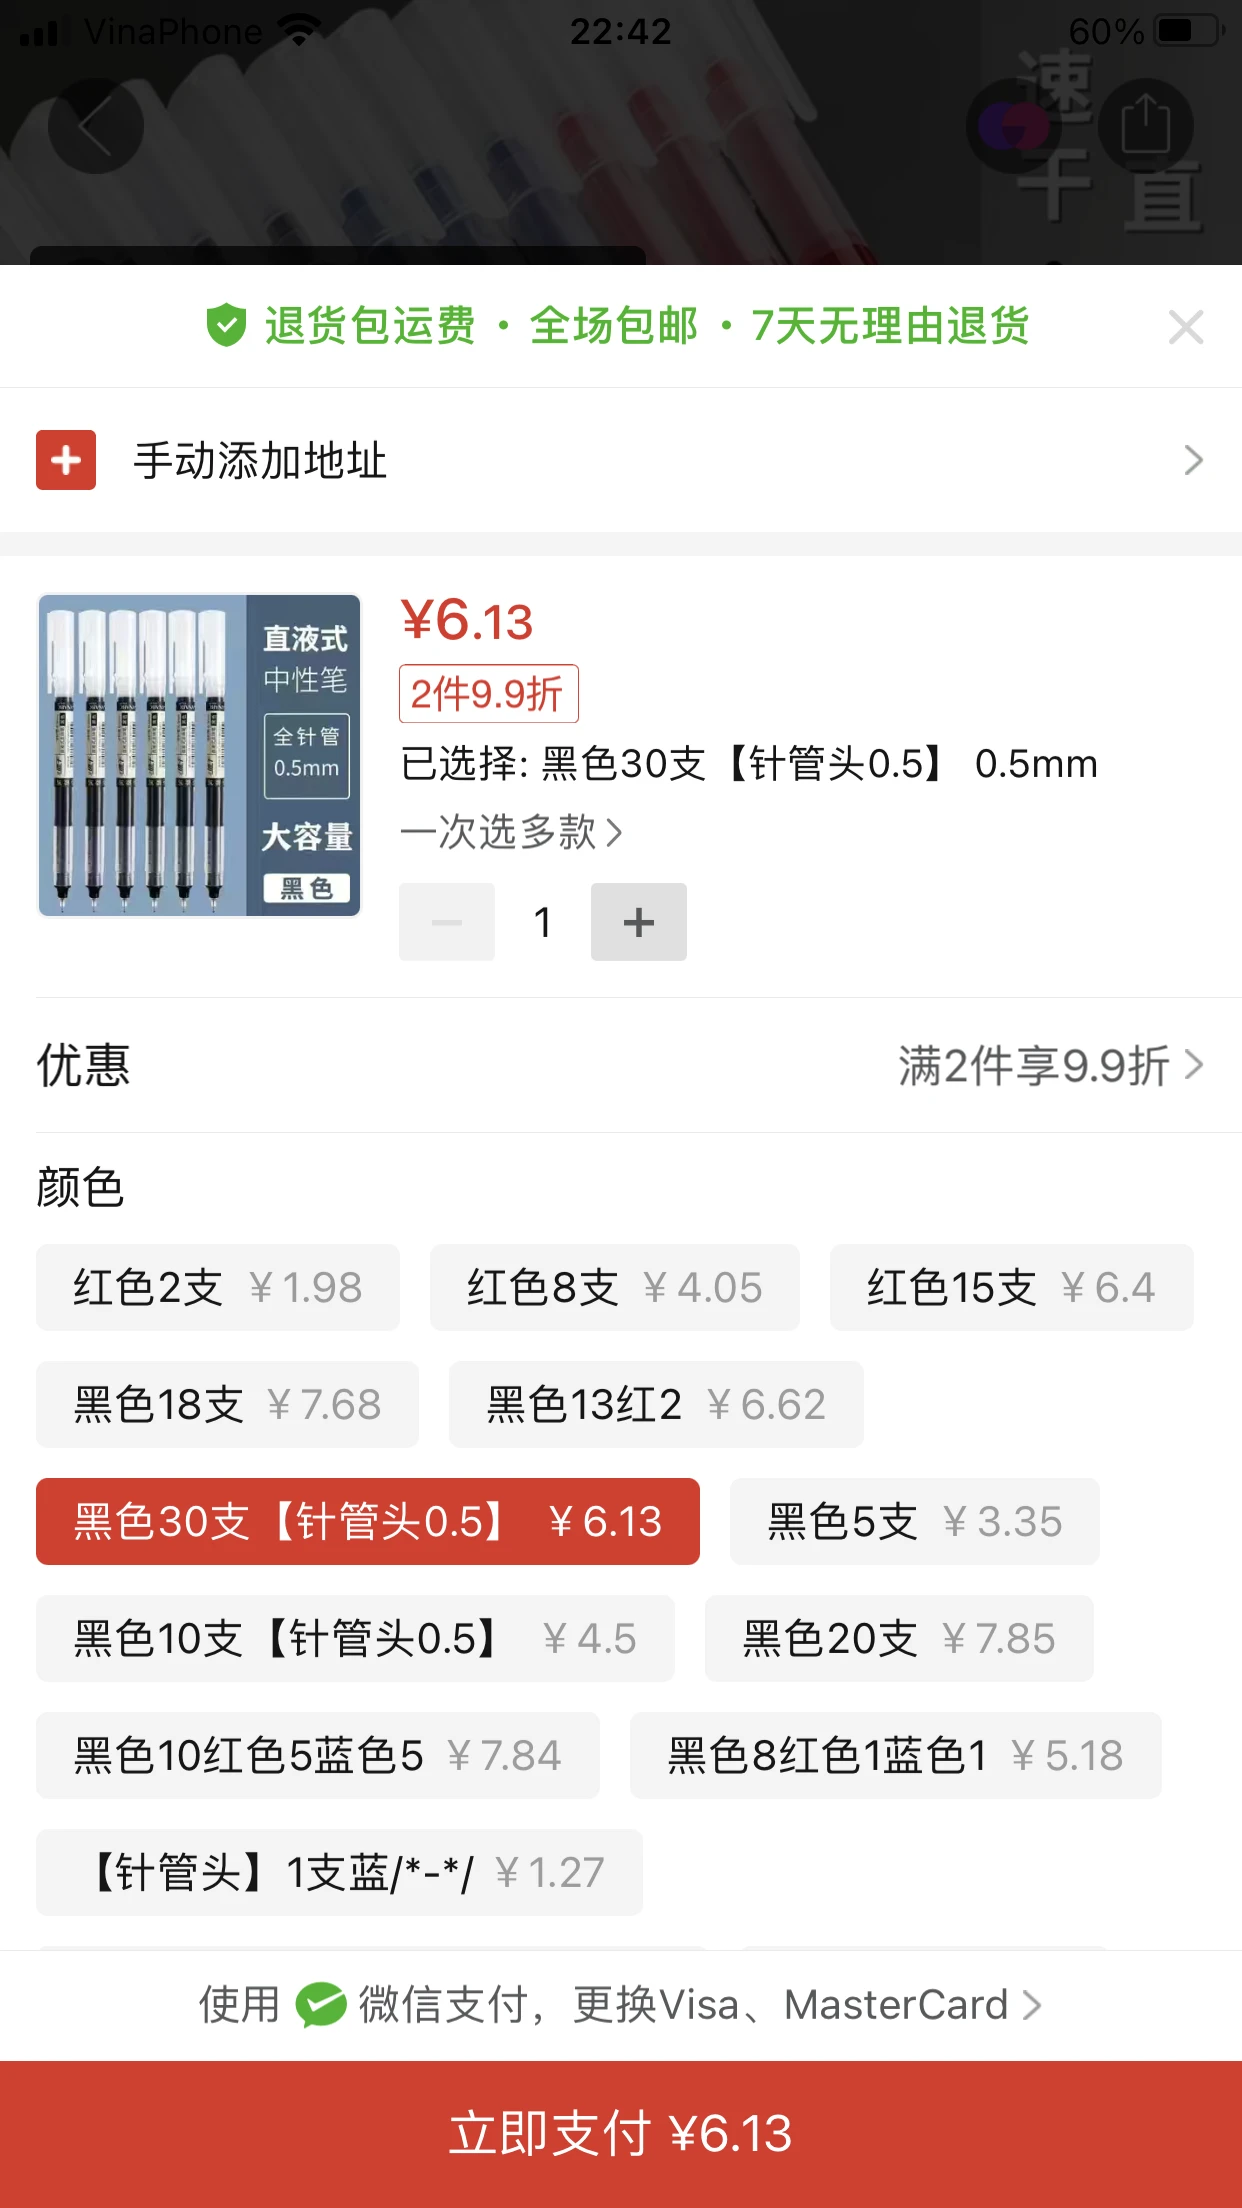 VinaPhone 22:42 60%
速干
直
退货包运费 · 全场包邮 · 7天无理由退货
手动添加地址
直液式
中性笔
全针管
0.5mm
大容量
黑色
¥6.13
2件9.9折
已选择: 黑色30支【针管头0.5】 0.5mm
一次选多款
1
优惠 满2件享9.9折
颜色
红色2支 ¥1.98 红色8支 ¥4.05 红色15支 ¥6.4
黑色18支 ¥7.68 黑色13红2 ¥6.62
黑色30支【针管头0.5】 ¥6.13 黑色5支 ¥3.35
黑色10支【针管头0.5】 ¥4.5 黑色20支 ¥7.85
黑色10红色5蓝色5 ¥7.84 黑色8红色1蓝色1 ¥5.18
【针管头】1支蓝/*-*/ ¥1.27
使用 微信支付，更换Visa、MasterCard
立即支付 ¥6.13